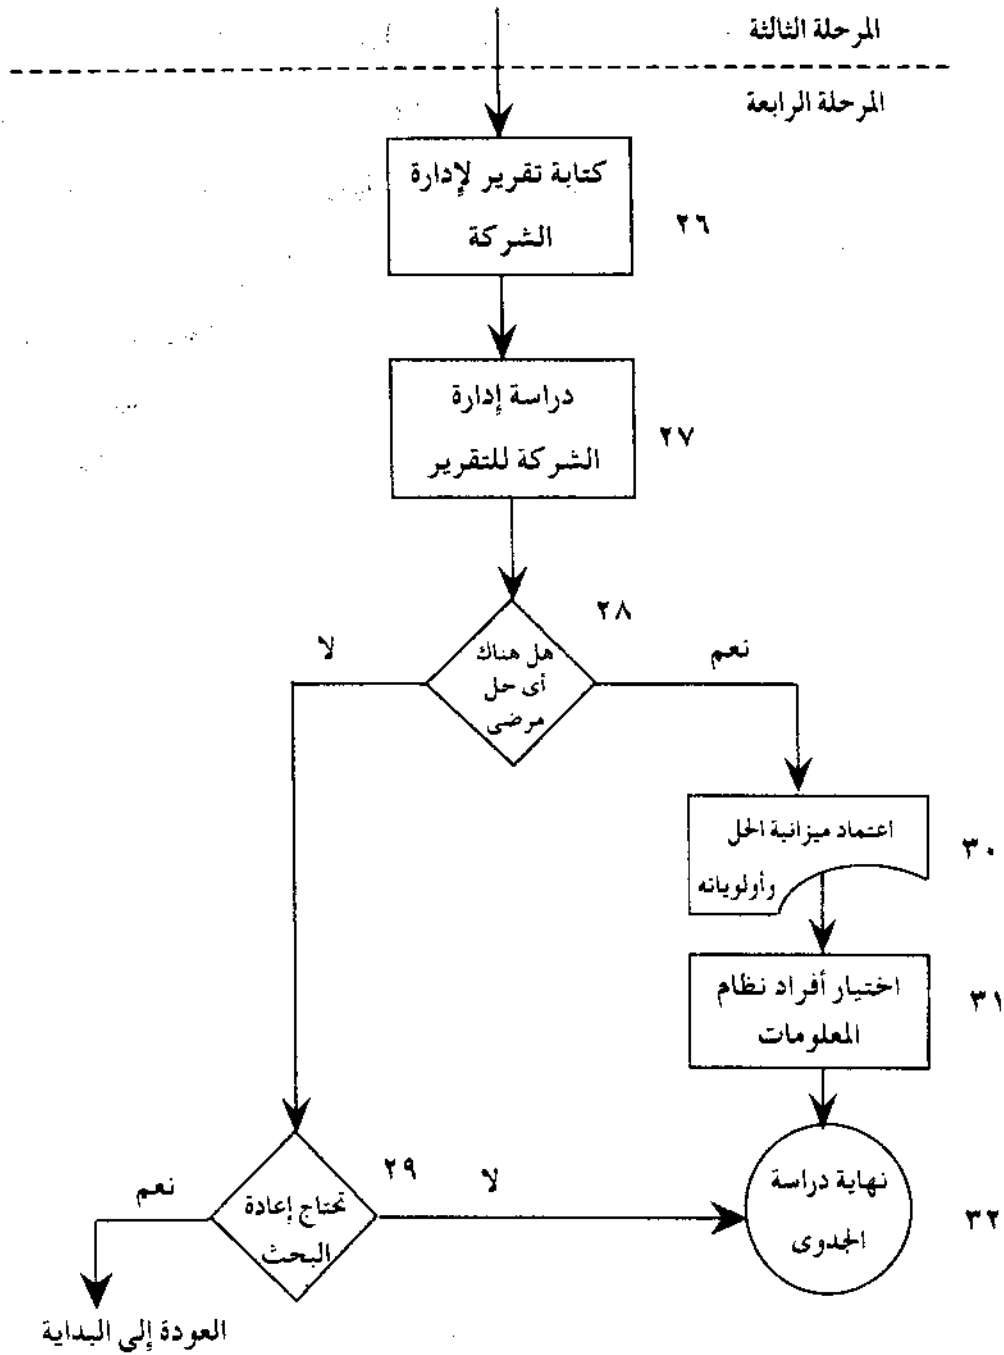 المرحلة الثالثة
المرحلة الرابعة
كتابة تقرير لإدارة
الشركة
٢٦
دراسة إدارة
الشركة للتقرير
٢٧
٢٨
هل هناك
أى حل
مرضى
نعم
لا
اعتماد ميزانية الحل
وأولوياته
٣٠
اختيار أفراد نظام
المعلومات
٣١
نهاية دراسة
الجدوى
٣٢
٢٩
تحتاج إعادة
البحث
لا
نعم
العودة إلى البداية